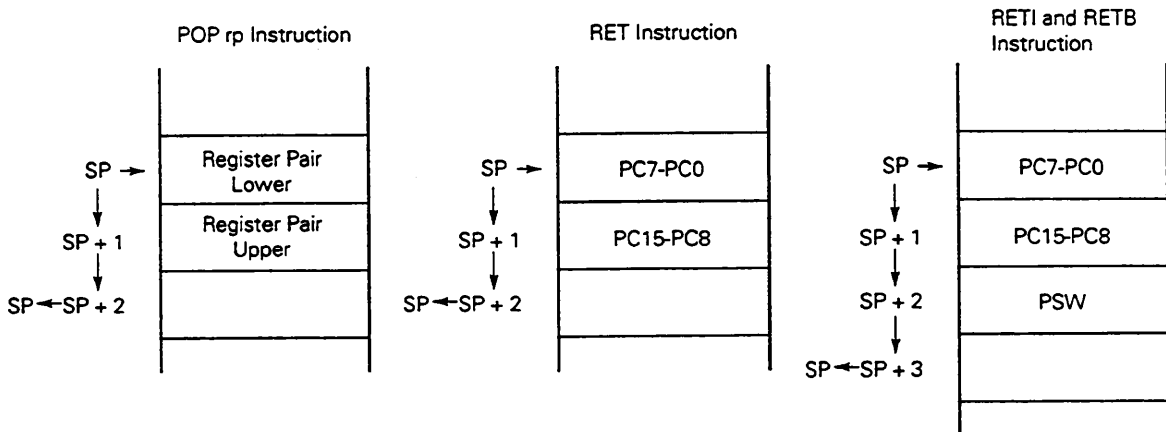 POP rp Instruction
SP
Register Pair
Lower
SP + 1
Register Pair
Upper
SP
SP + 2
RET Instruction
SP
PC7-PC0
SP + 1
PC15-PC8
SP
SP + 2
RETI and RETB
Instruction
SP
PC7-PC0
SP + 1
PC15-PC8
SP + 2
PSW
SP
SP + 3